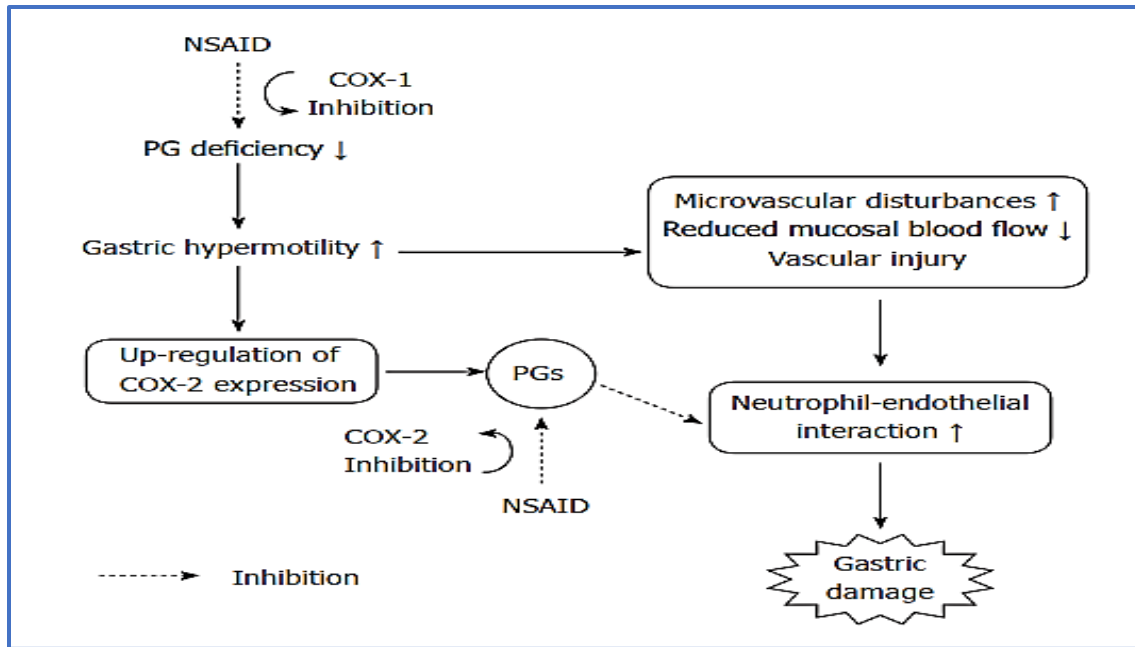 NSAID
COX-1
Inhibition
PG deficiency ↓
Gastric hypermotility ↑
Microvascular disturbances ↑
Reduced mucosal blood flow ↓
Vascular injury
Up-regulation of
COX-2 expression
PGs
Neutrophil-endothelial
interaction ↑
COX-2
Inhibition
NSAID
Gastric
damage
Inhibition